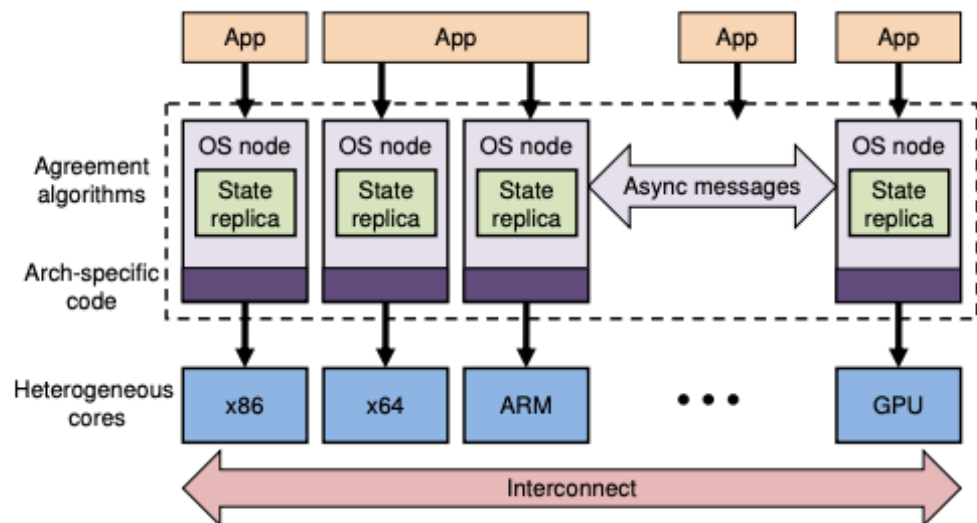 App
App
App
App
Agreement
algorithms
OS node
OS node
OS node
OS node
State
replica
State
replica
State
replica
Async messages
State
replica
Arch-specific
code
Heterogeneous
cores
x86
x64
ARM
GPU
Interconnect